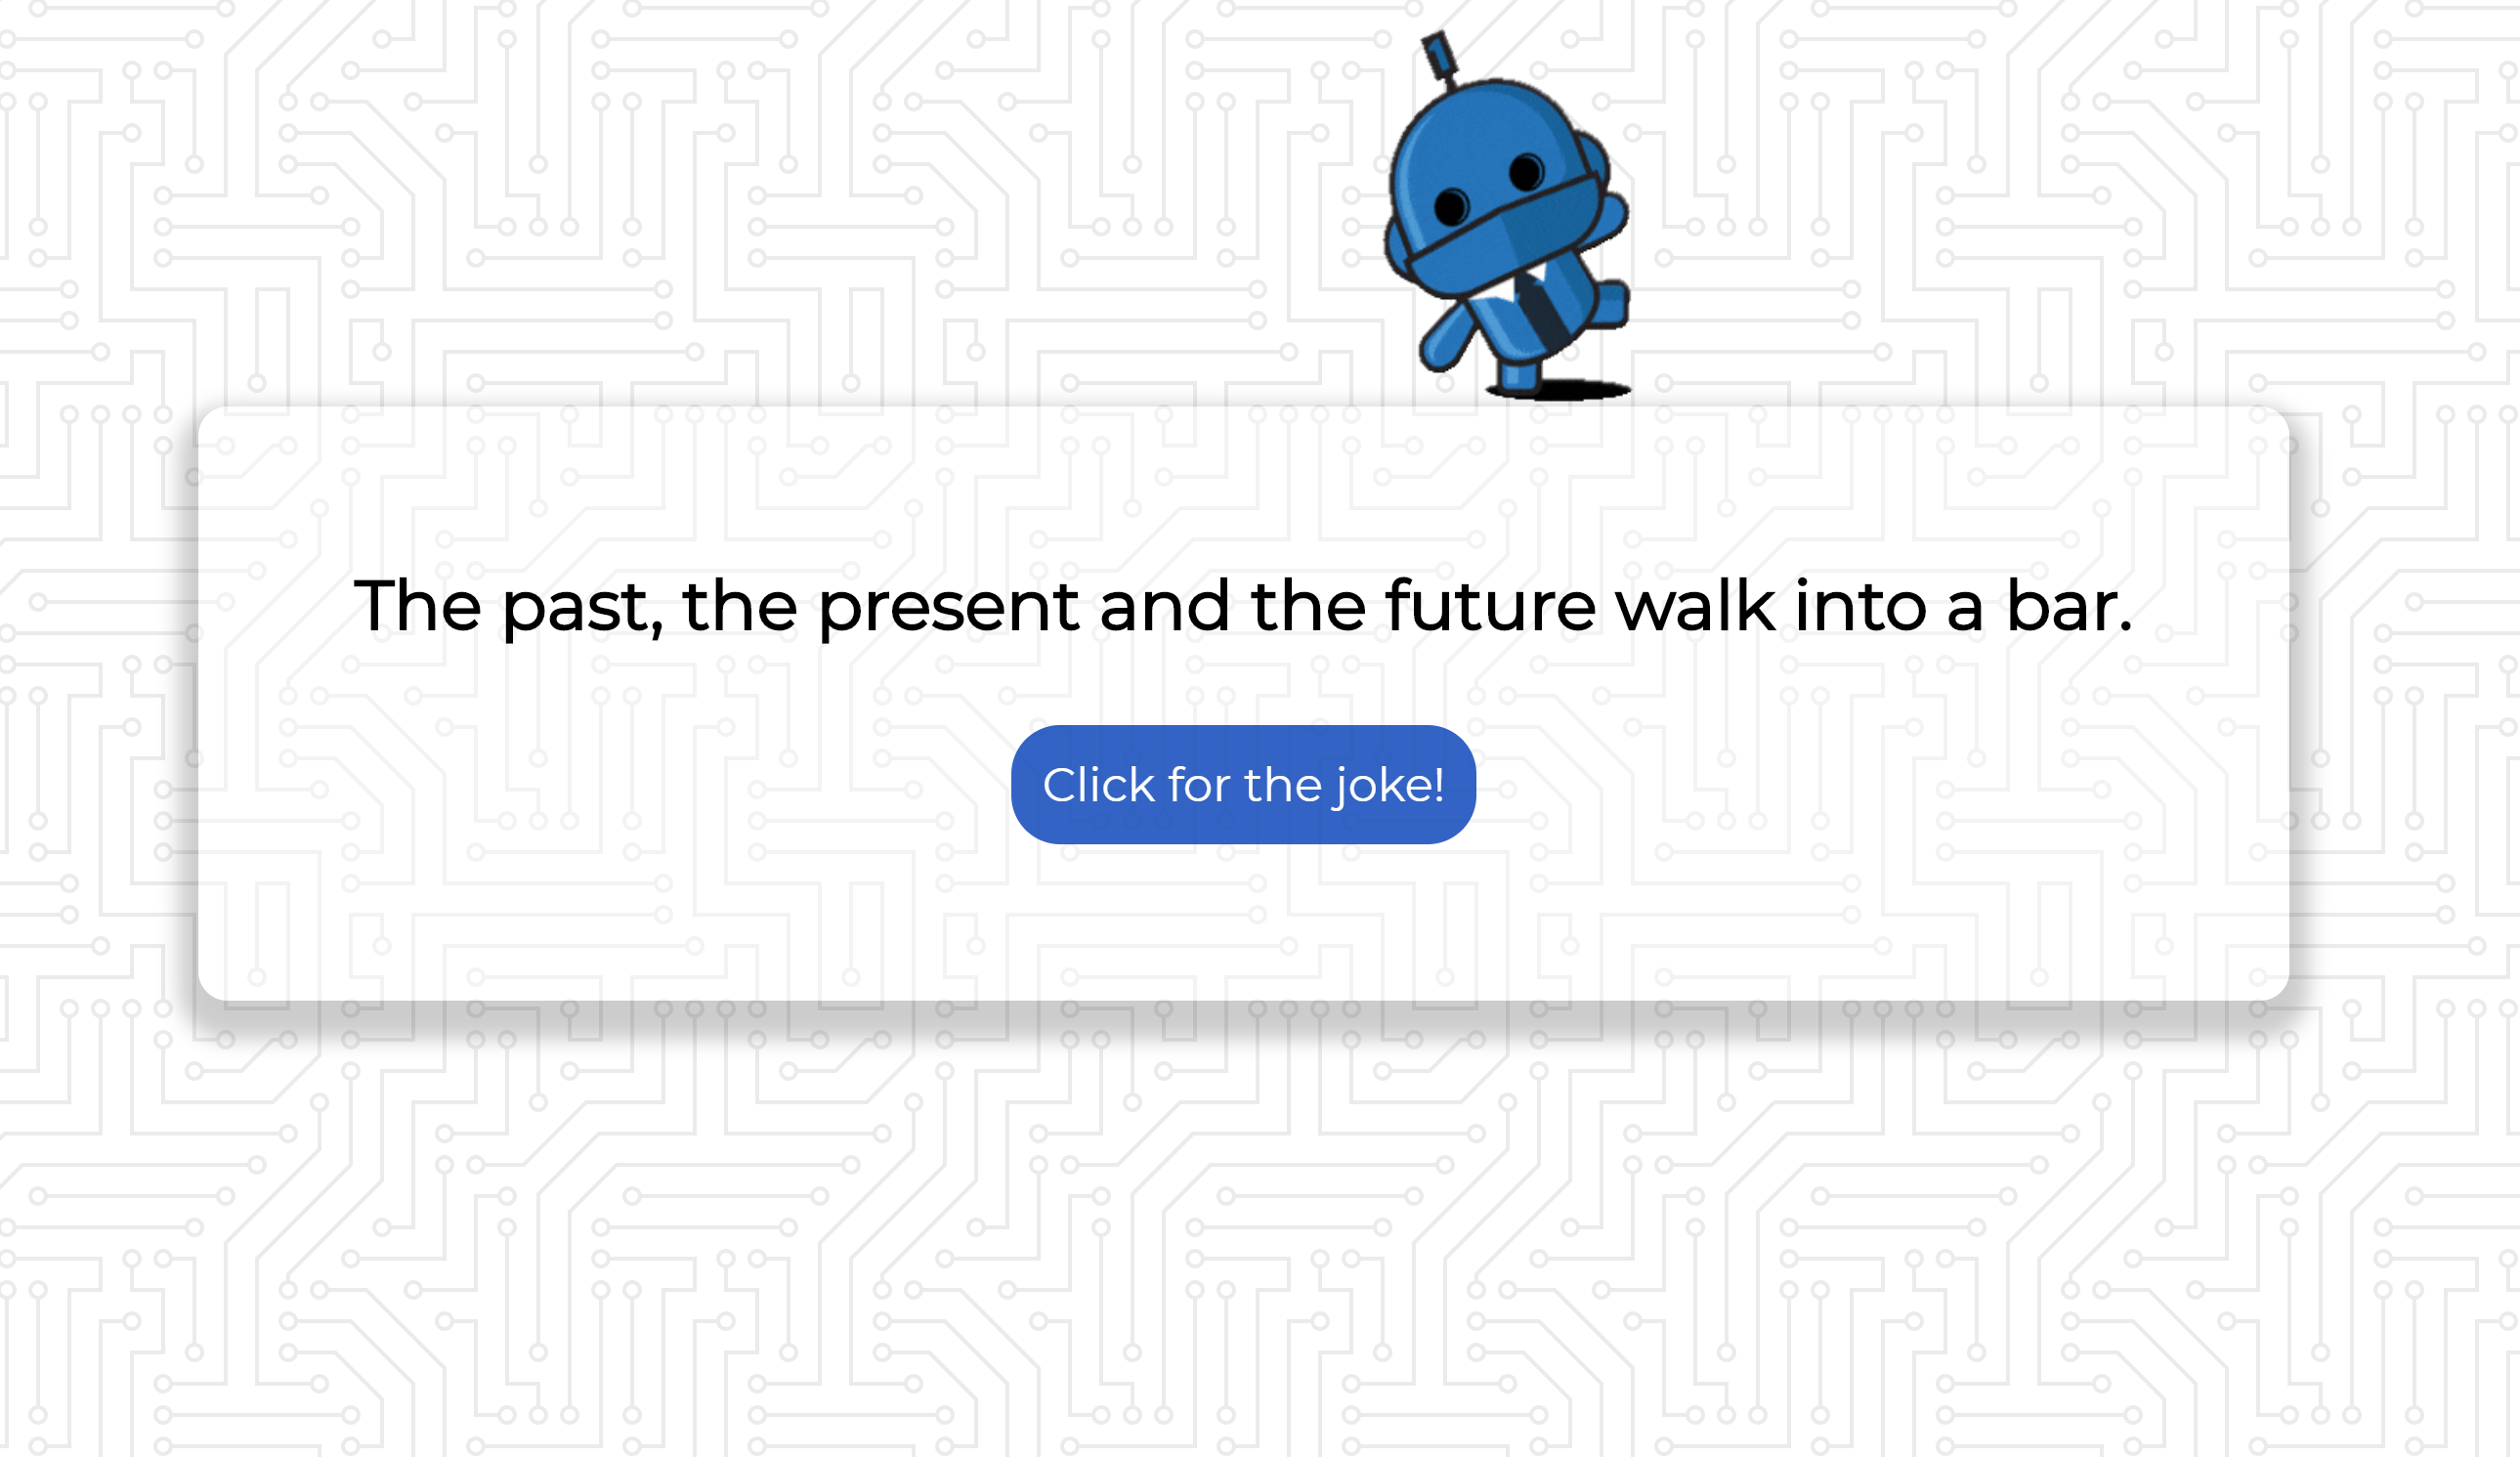 The past, the present and the future walk into a bar.
Click for the joke!